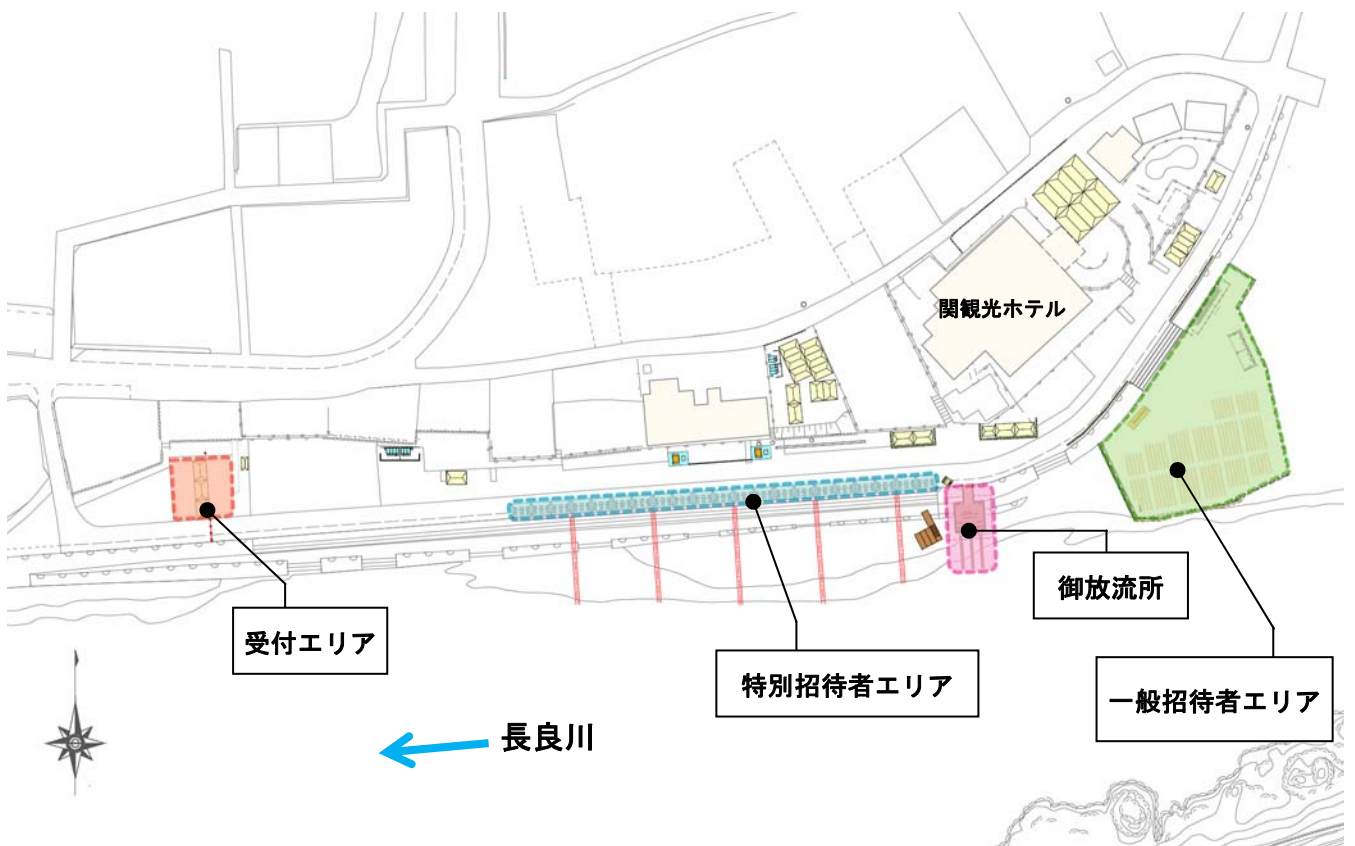 関観光ホテル
御放流所
受付エリア
特別招待者エリア
一般招待者エリア
長良川